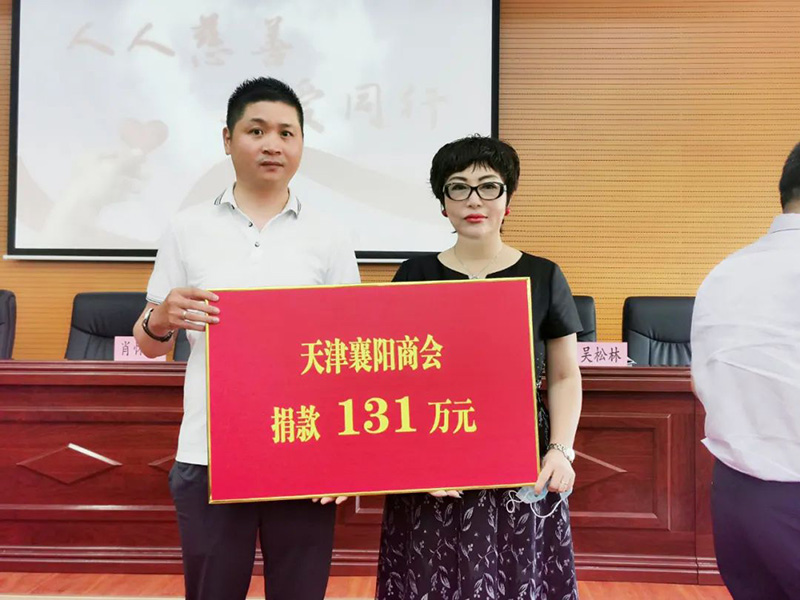 人人慈善
爱同行
天津襄阳商会
捐款 131 万元
肖
吴松林